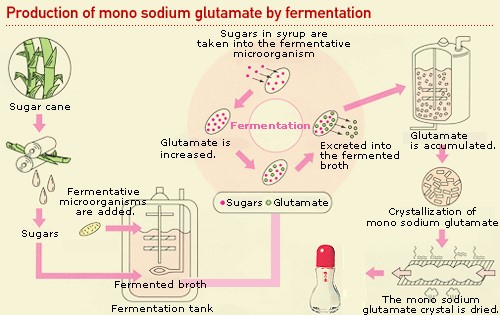 Production of mono sodium glutamate by fermentation
Sugars in syrup are
taken into the fermentative
microorganism
Sugar cane
Fermentation
Glutamate is
increased.
Excreted into
the fermented
broth
Glutamate
is accumulated.
Fermentative
microorganisms
are added.
Sugars Glutamate
Crystallization of
mono sodium glutamate
Sugars
Fermented broth
Fermentation tank
The mono sodium
glutamate crystal is dried.